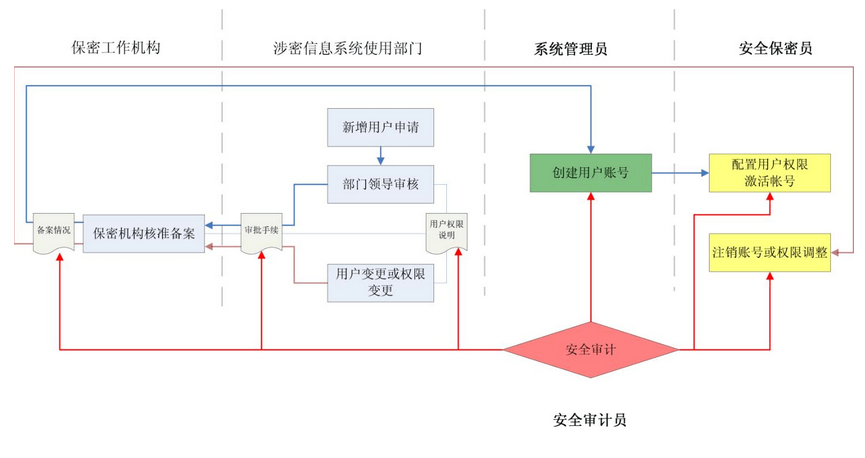 保密工作机构
涉密信息系统使用部门
系统管理员
安全保密员
新增用户申请
部门领导审核
创建用户账号
配置用户权限
激活帐号
备案情况
保密机构核准备案
审批手续
用户权限
说明
注销账号或权限调整
用户变更或权限
变更
安全审计
安全审计员